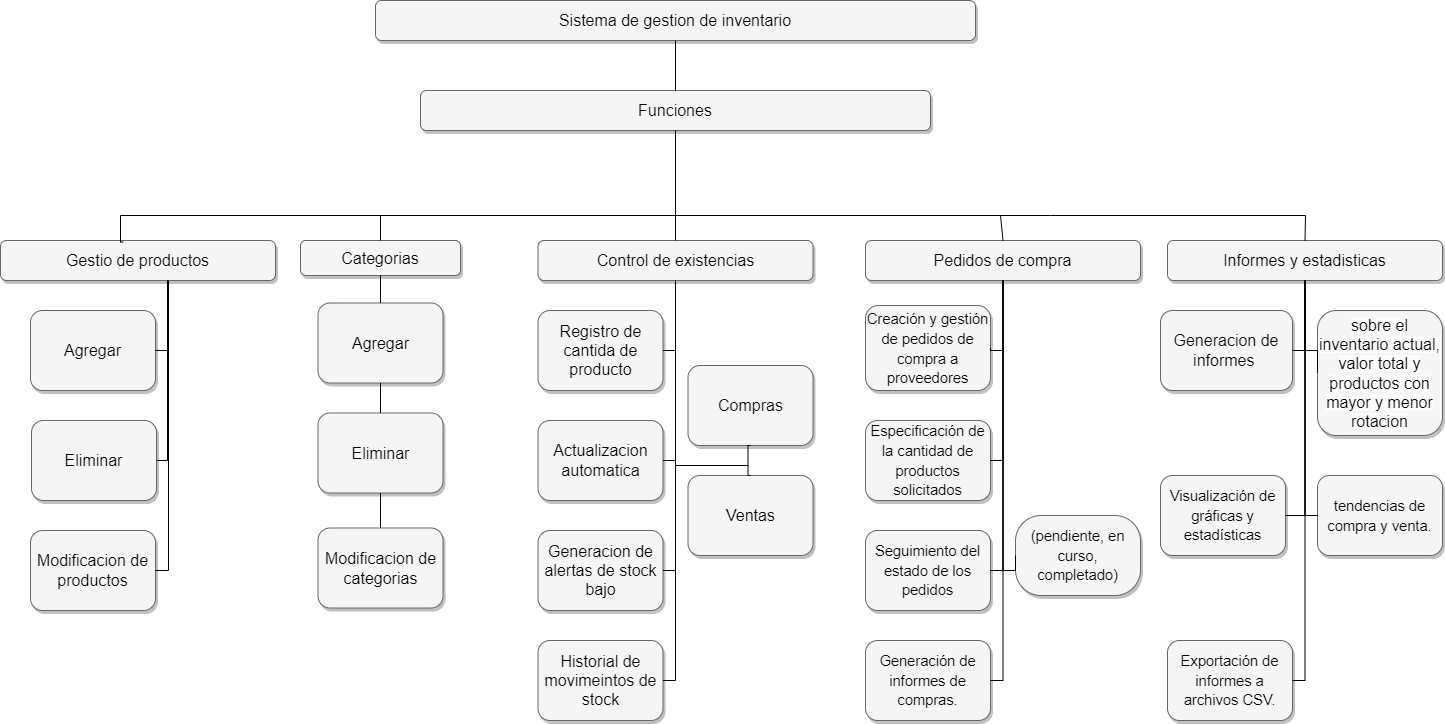 Sistema de gestion de inventario
Funciones
Gestio de productos
Agregar
Eliminar
Modificacion de
productos
Categorias
Agregar
Eliminar
Modificacion de
categorias
Control de existencias
Registro de
cantida de
producto
Actualizacion
automatica
Compras
Ventas
Generacion de
alertas de stock
bajo
Historial de
movimeintos de
stock
Pedidos de compra
Creación y gestión
de pedidos de
compra a
proveedores
Especificación de
la cantidad de
productos
solicitados
Seguimiento del
estado de los
pedidos
(pendiente, en
curso,
completado)
Generación de
informes de
compras.
Informes y estadisticas
Generacion de
informes
sobre el
inventario actual,
valor total y
productos con
mayor y menor
rotacion
Visualización de
gráficas y
estadísticas
tendencias de
compra y venta.
Exportación de
informes a
archivos CSV.